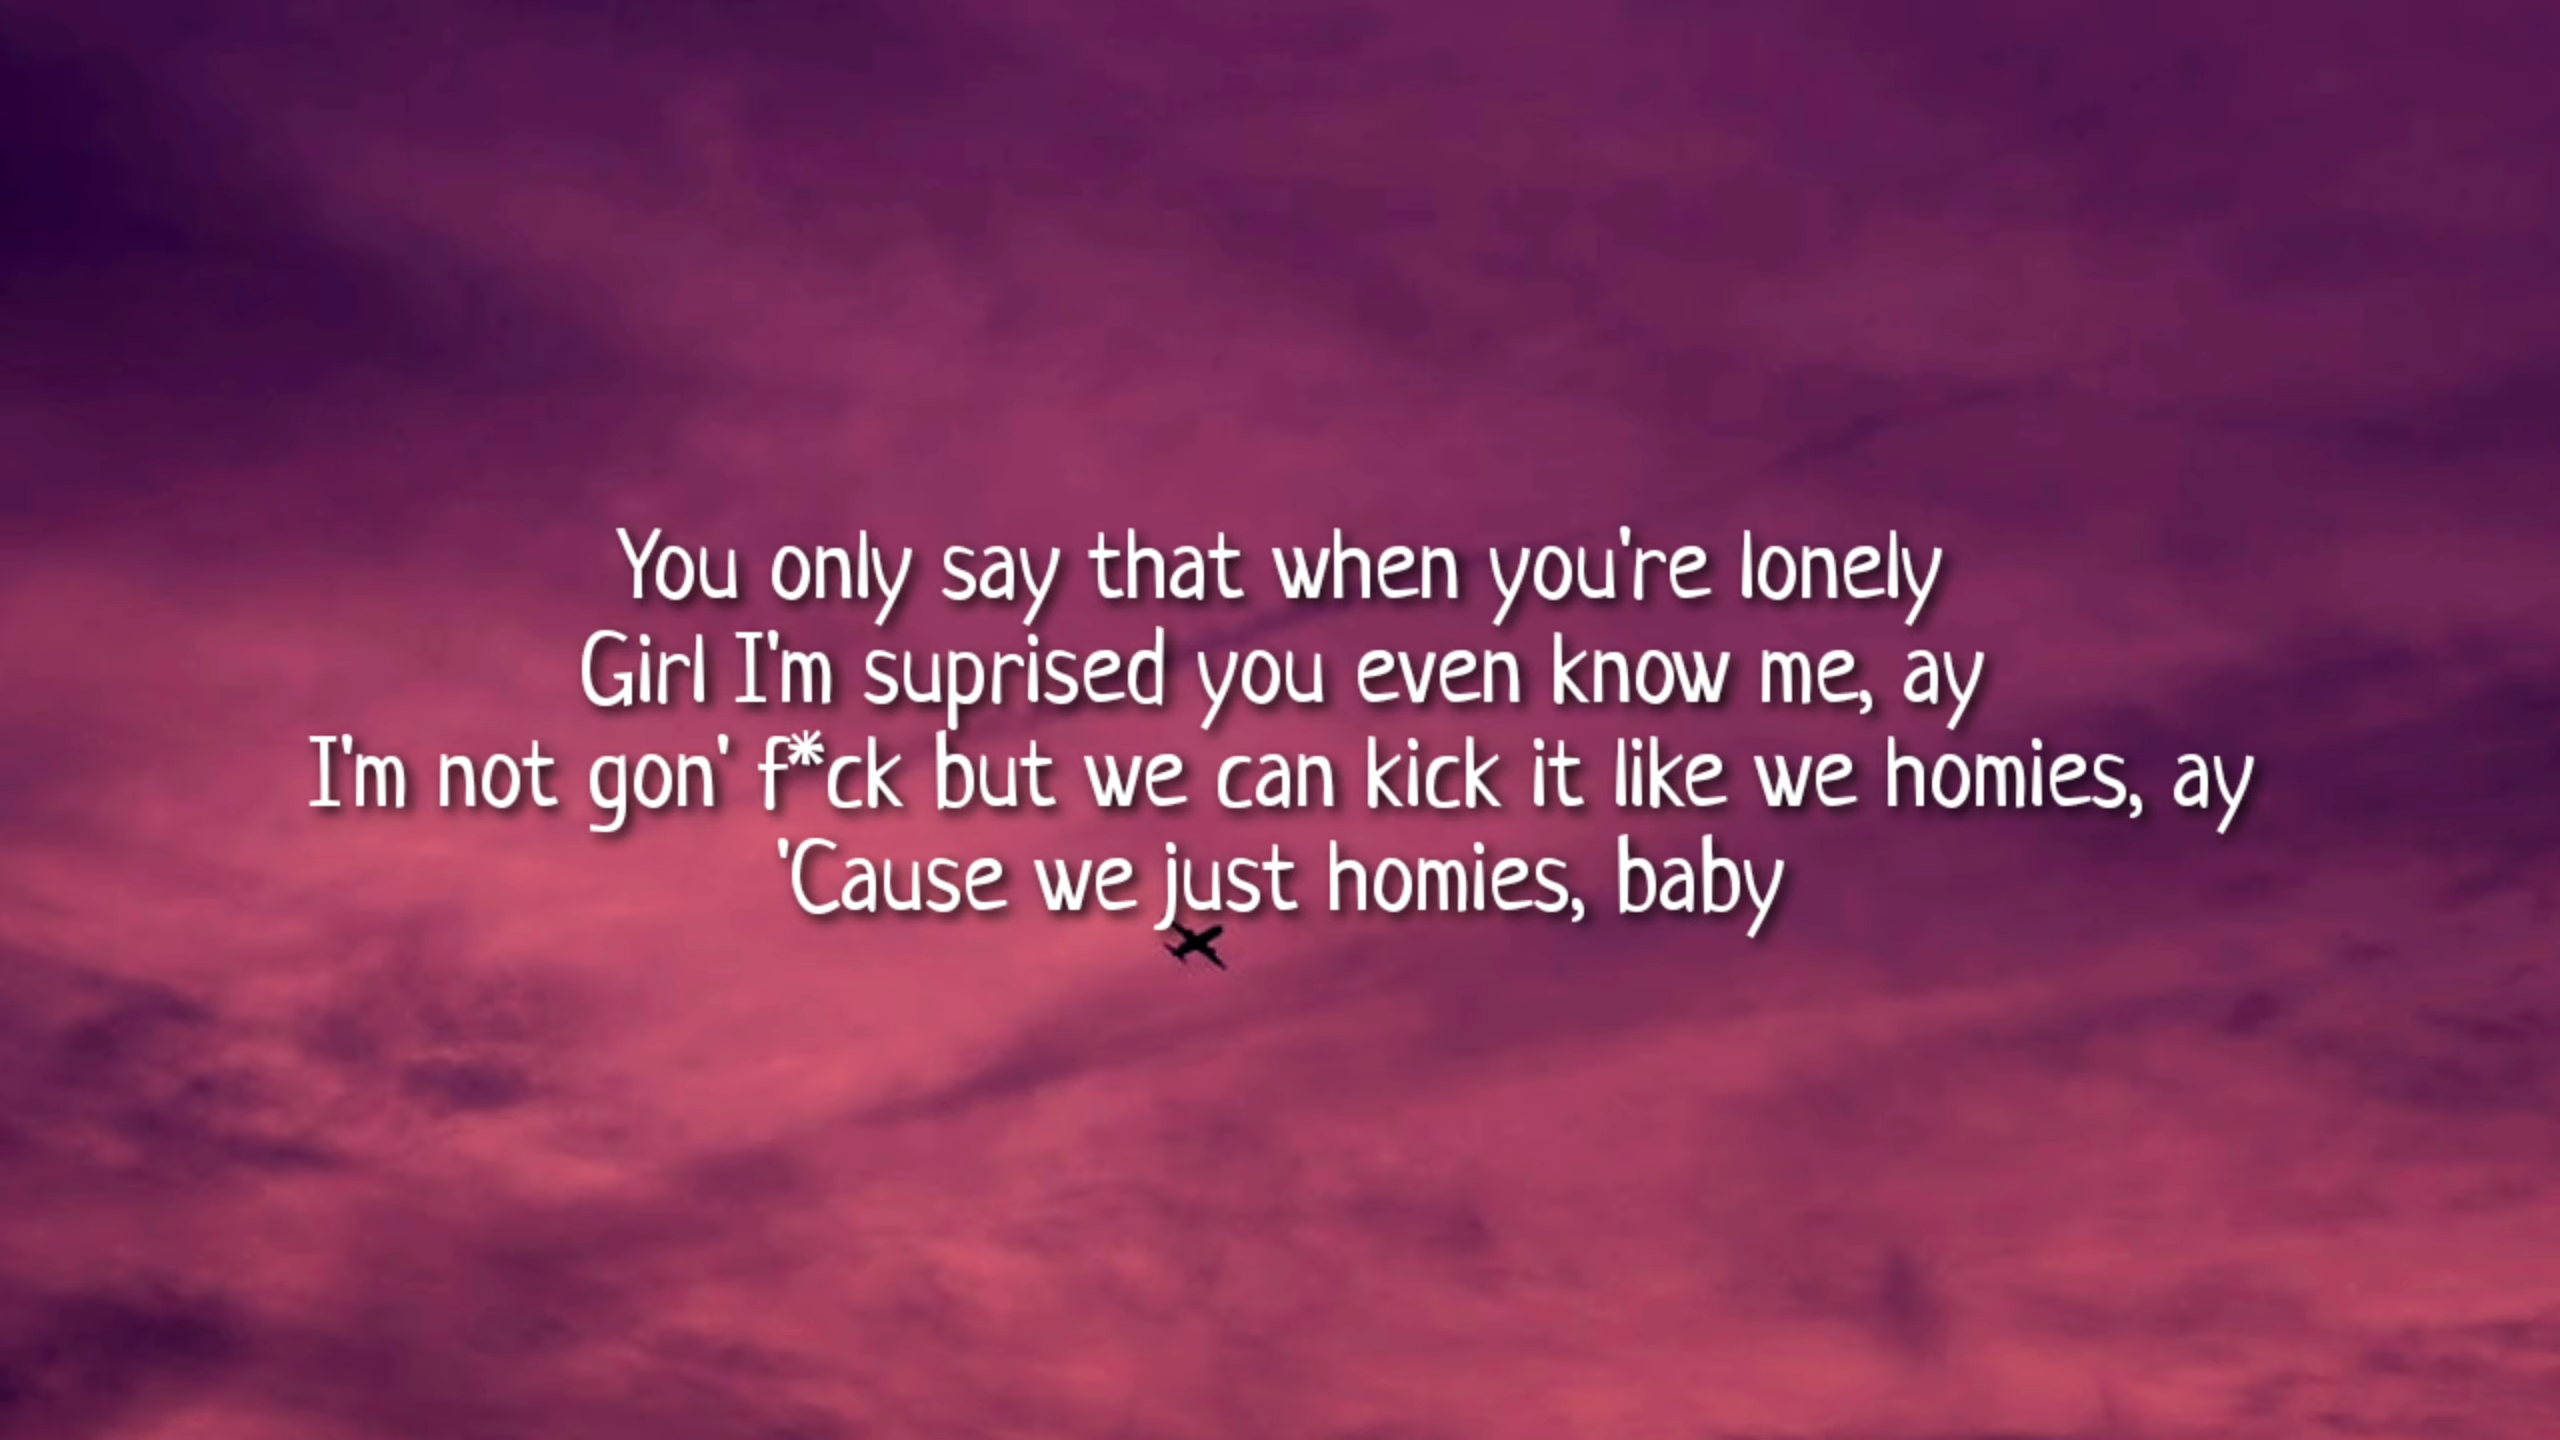 You only say that when you're lonely
Girl I'm suprised you even know me, ay
I'm not gon' f*ck but we can kick it like we homies, ay
'Cause we just homies, baby